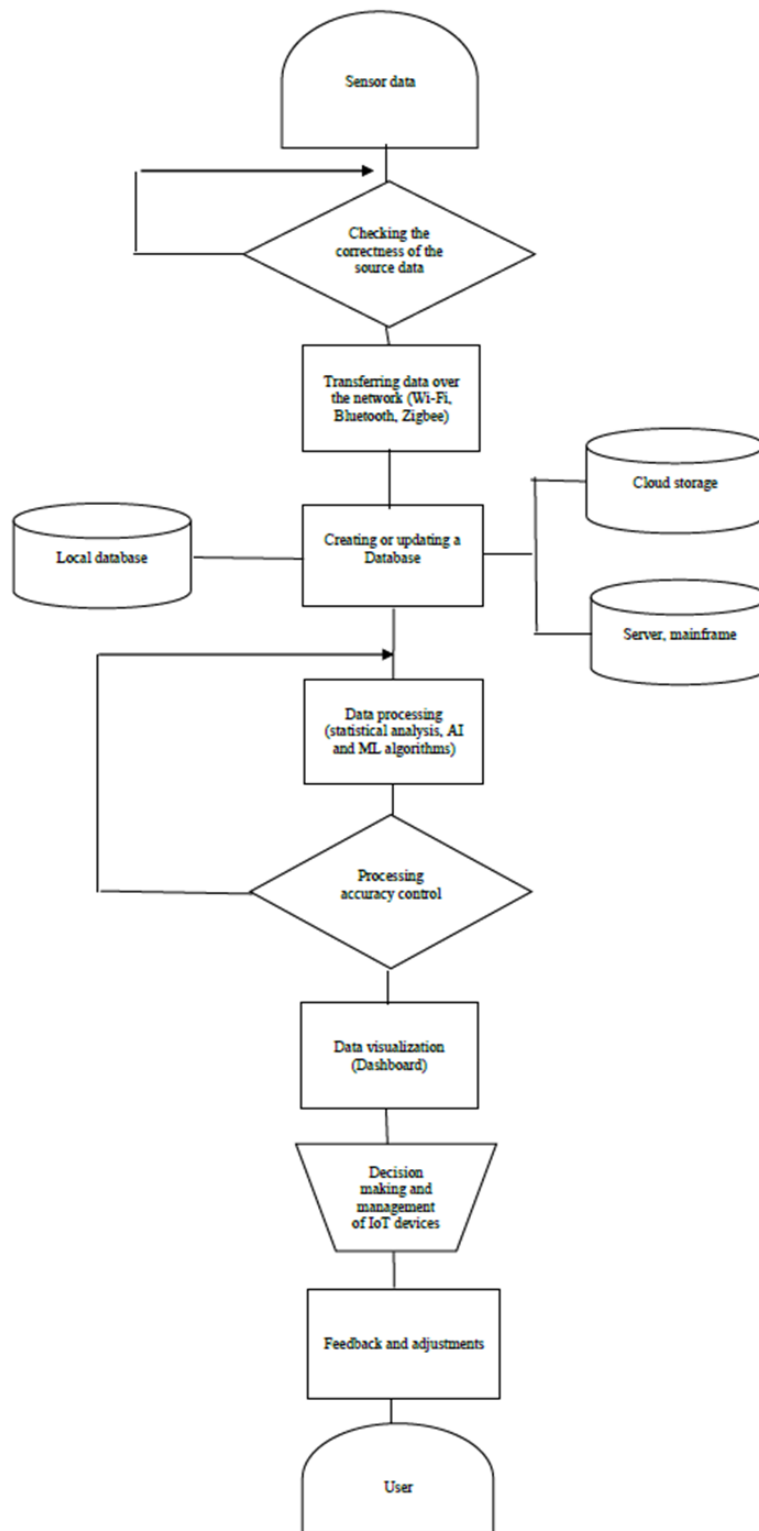 Sensor data
Checking the
correctness of the
source data
Transferring data over
the network (Wi-Fi,
Bluetooth, Zigbee)
Cloud storage
Local database
Creating or updating a
Database
Server, mainframe
Data processing
(statistical analysis, AI
and ML algorithms)
Processing
accuracy control
Data visualization
(Dashboard)
Decision
making and
management
of IoT devices
Feedback and adjustments
User